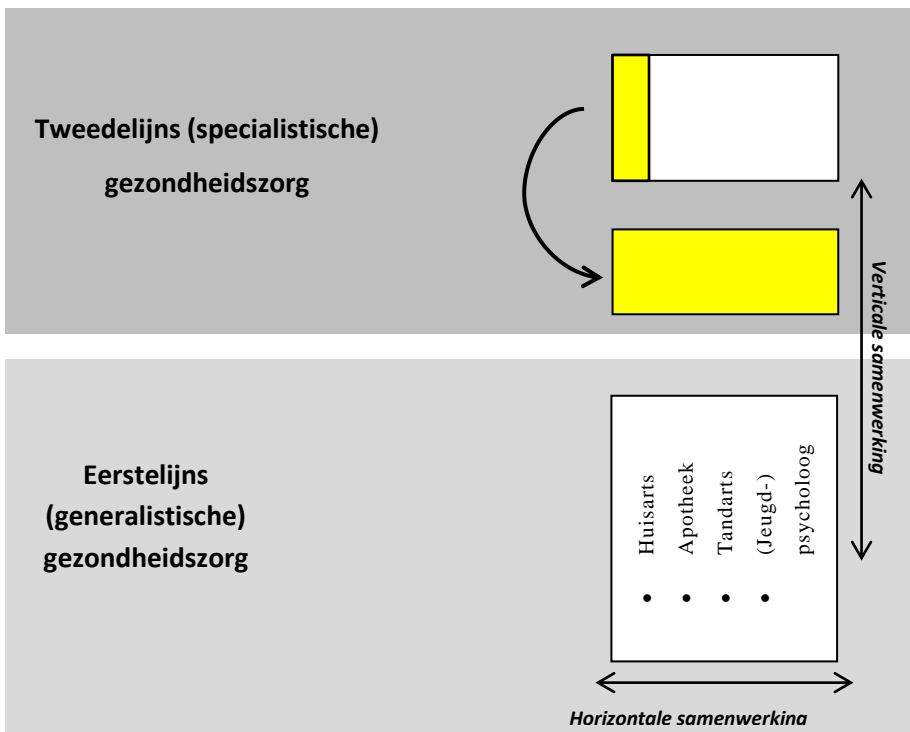 Tweedelijns (specialistische)
gezondheidszorg
Verticale samenwerking
Eerstelijns
(generalistische)
gezondheidszorg
• Huisarts
• Apotheek
• Tandarts
• (Jeugd-)
psycholoog
Horizontale samenwerking